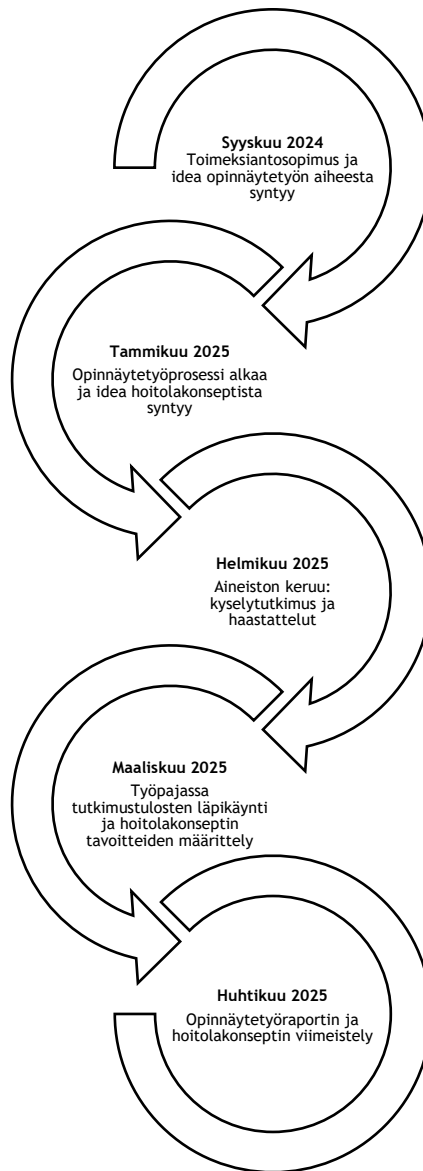 Syyskuu 2024
Toimeksiantosopimus ja
idea opinnäytetyön aiheesta
syntyy
Tammikuu 2025
Opinnäytetyöprosessi alkaa
ja idea hoitolakonseptista
syntyy
Helmikuu 2025
Aineiston keruu:
kyselytutkimus ja
haastattelut
Maaliskuu 2025
Työpajassa
tutkimustulosten läpikäynti
ja hoitolakonseptin
tavoitteiden määrittely
Huhtikuu 2025
Opinnäytetyöraportin ja
hoitolakonseptin viimeistely